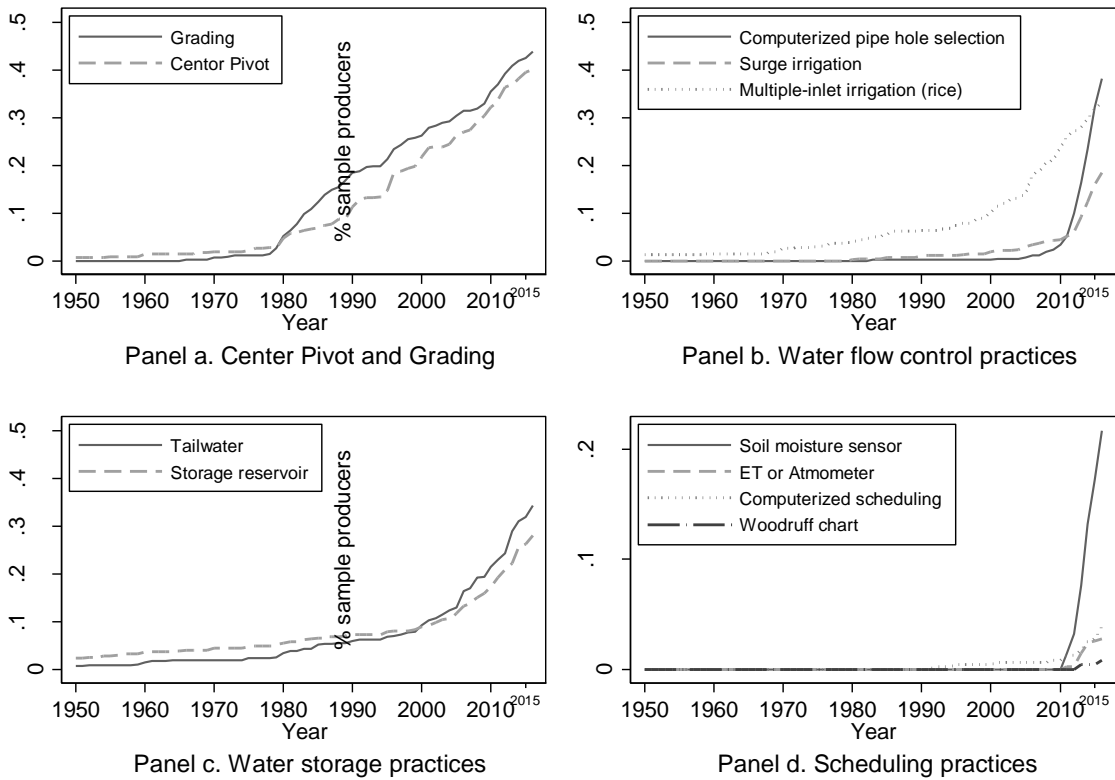 .5
.4
.3
.2
.1
0
Grading
Centor Pivot
% sample producers
1950 1960 1970 1980 1990 2000 2010 2015
Year
Panel a. Center Pivot and Grading
.5
.4
.3
.2
.1
0
Computerized pipe hole selection
Surge irrigation
Multiple-inlet irrigation (rice)
1950 1960 1970 1980 1990 2000 2010 2015
Year
Panel b. Water flow control practices
.5
.4
.3
.2
.1
0
Tailwater
Storage reservoir
% sample producers
1950 1960 1970 1980 1990 2000 2010 2015
Year
Panel c. Water storage practices
.2
.1
0
Soil moisture sensor
ET or Atmometer
Computerized scheduling
Woodruff chart
1950 1960 1970 1980 1990 2000 2010 2015
Year
Panel d. Scheduling practices